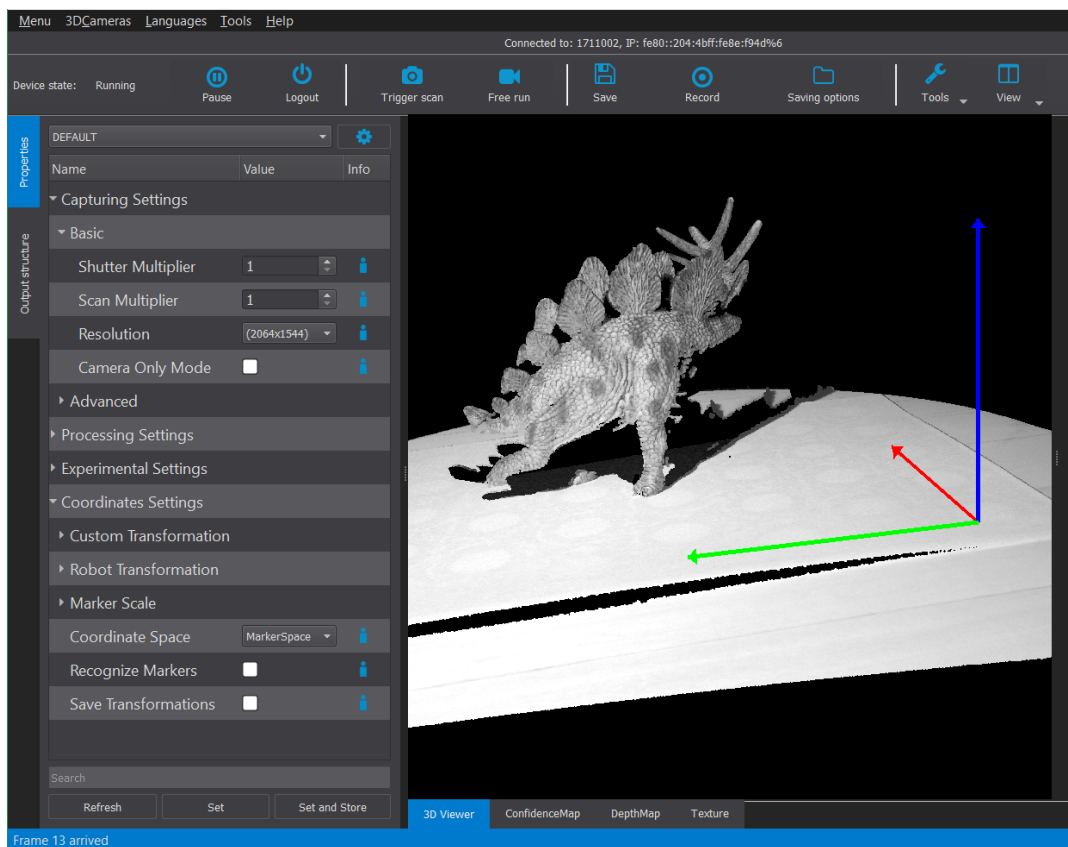 Menu 3DCameras Languages Tools Help
Connected to: 1711002, IP: fe80::204:4bff:fe8e:f94d%6
Device state: Running Pause Logout Trigger scan Free run Save Record Saving options Tools View
Properties
Output structure
DEFAULT
Name Value Info
Capturing Settings
Basic
Shutter Multiplier 1
Scan Multiplier 1
Resolution (2064x1544)
Camera Only Mode
Advanced
Processing Settings
Experimental Settings
Coordinates Settings
Custom Transformation
Robot Transformation
Marker Scale
Coordinate Space MarkerSpace
Recognize Markers
Save Transformations
Search
Refresh Set Set and Store
3D Viewer ConfidenceMap DepthMap Texture
Frame 13 arrived